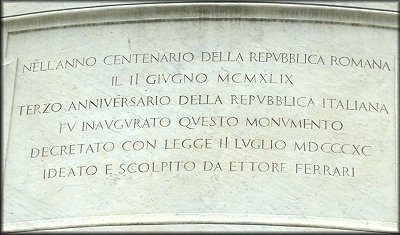 NELL'ANNO CENTENARIO DELLA REPVBBLICA ROMANA
IL II GIVGNO MCMXLIX
TERZO ANNIVERSARIO DELLA REPVBBLICA ITALIANA
FV INAVGVRATO QVESTO MONVMENTO
DECRETATO CON LEGGE II LVGLIO MDCCCXC
IDEATO E SCOLPITO DA ETTORE FERRARI